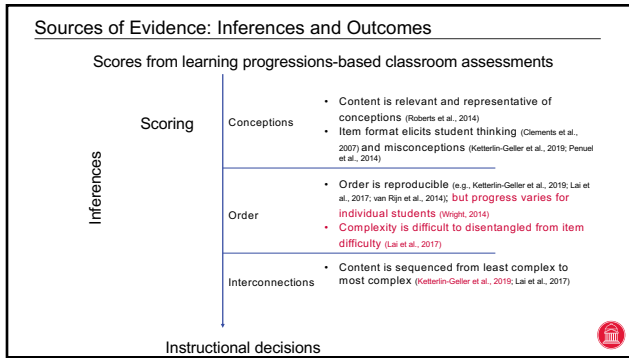 Sources of Evidence: Inferences and Outcomes
Scores from learning progressions-based classroom assessments
Inferences
Scoring
Conceptions
• Content is relevant and representative of
conceptions (Roberts et al., 2014)
• Item format elicits student thinking (Clements et al.,
2007) and misconceptions (Ketterlin-Geller et al., 2019; Penuel
et al., 2014)
Order
• Order is reproducible (e.g., Ketterlin-Geller et al., 2019; Lai et
al., 2017; van Rijn et al., 2014); but progress varies for
individual students (Wright, 2014)
• Complexity is difficult to disentangled from item
difficulty (Lai et al., 2017)
Interconnections
• Content is sequenced from least complex to
most complex (Ketterlin-Geller et al., 2019; Lai et al., 2017)
Instructional decisions